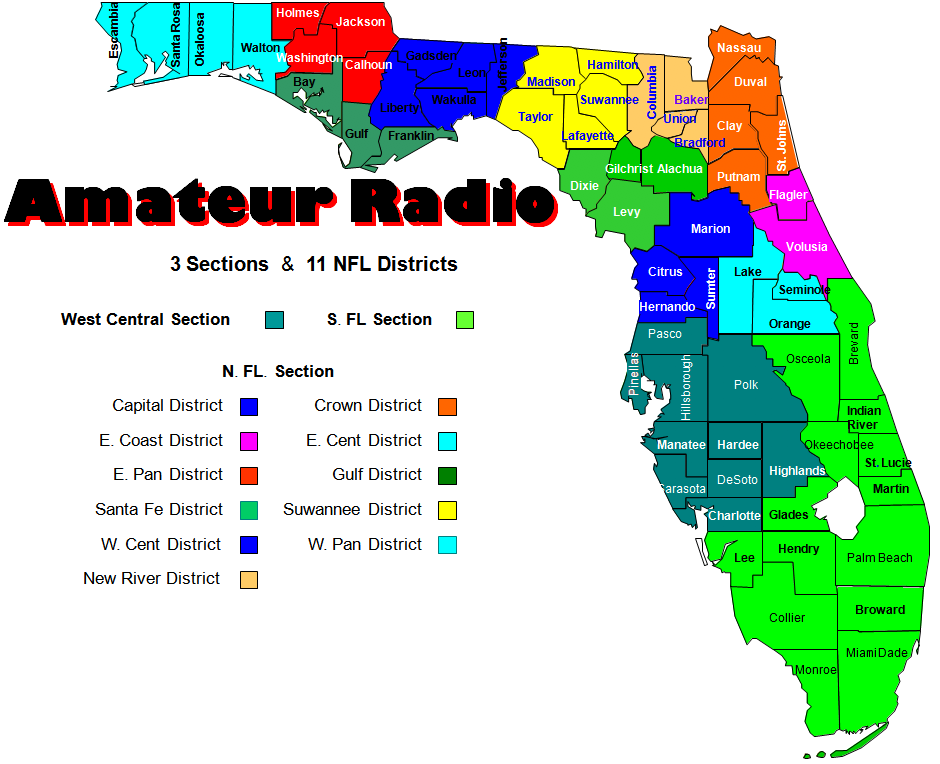 Escambia
Santa Rosa
Okaloosa
Walton
Holmes
Jackson
Washington
Calhoun
Bay
Gulf
Franklin
Gadsden
Liberty
Leon
Wakulla
Jefferson
Madison
Hamilton
Taylor
Suwannee
Lafayette
Columbia
Baker
Union
Bradford
Nassau
Duval
Clay
St. Johns
Putnam
Gilchrist
Alachua
Dixie
Levy
Flagler
Volusia
Marion
Citrus
Sumter
Hernando
Lake
Seminole
Orange
Pasco
Pinellas
Hillsborough
Polk
Osceola
Brevard
Indian
River
Manatee
Hardee
Highlands
Okeechobee
St. Lucie
Sarasota
DeSoto
Martin
Charlotte
Glades
Lee
Hendry
Palm Beach
Collier
Broward
Monroe
Miami Dade
Amateur Radio
3 Sections & 11 NFL Districts
West Central Section
S. FL Section
N. FL. Section
Capital District
Crown District
E. Coast District
E. Cent District
E. Pan District
Gulf District
Santa Fe District
Suwannee District
W. Cent District
W. Pan District
New River District